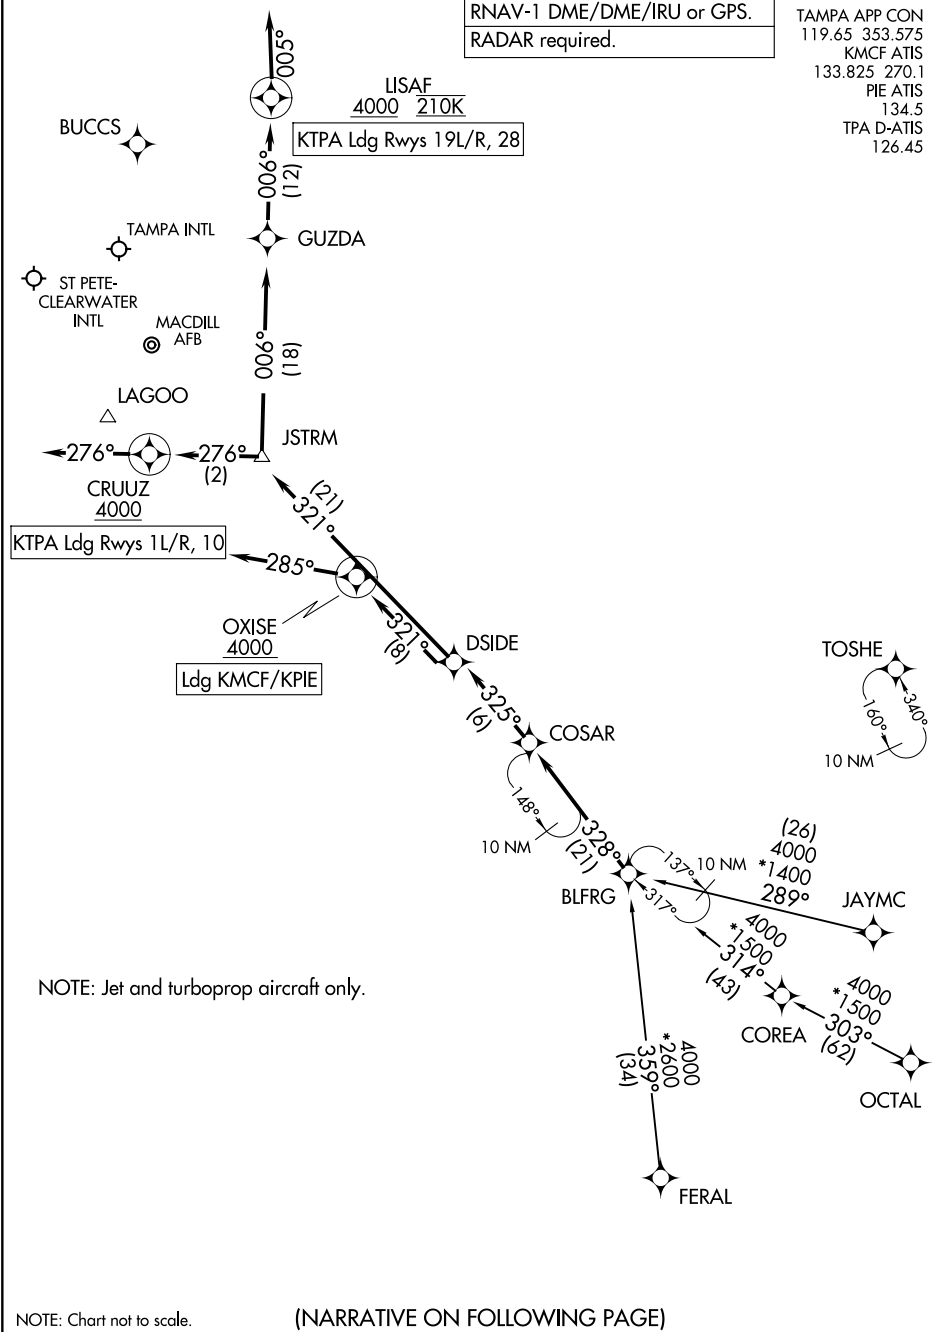 RNAV-1 DME/DME/IRU or GPS.
RADAR required.
TAMPA APP CON
119.65 353.575
KMCF ATIS
133.825 270.1
PIE ATIS
134.5
TPA D-ATIS
126.45
005°
LISAF
4000 210K
KTPA Ldg Rwys 19L/R, 28
BUCCS
006°
(12)
TAMPA INTL
GUZDA
ST PETE-
CLEARWATER
INTL
MACDILL
AFB
006°
(18)
LAGOO
JSTRM
276°
276°
(2)
CRUUZ
4000
KTPA Ldg Rwys 1L/R, 10
(21)
321°
285°
OXISE
4000
Ldg KMCF/KPIE
321°
(8)
DSIDE
TOSHE
340°
160°
10 NM
325°
(6)
COSAR
148°
10 NM
328°
(21)
BLFRG
137°
10 NM
317°
(26)
4000
*1400
289°
JAYMC
4000
*1500
314°
(43)
COREA
4000
*1500
303°
(62)
OCTAL
4000
*2600
359°
(34)
FERAL
NOTE: Jet and turboprop aircraft only.
NOTE: Chart not to scale.
(NARRATIVE ON FOLLOWING PAGE)